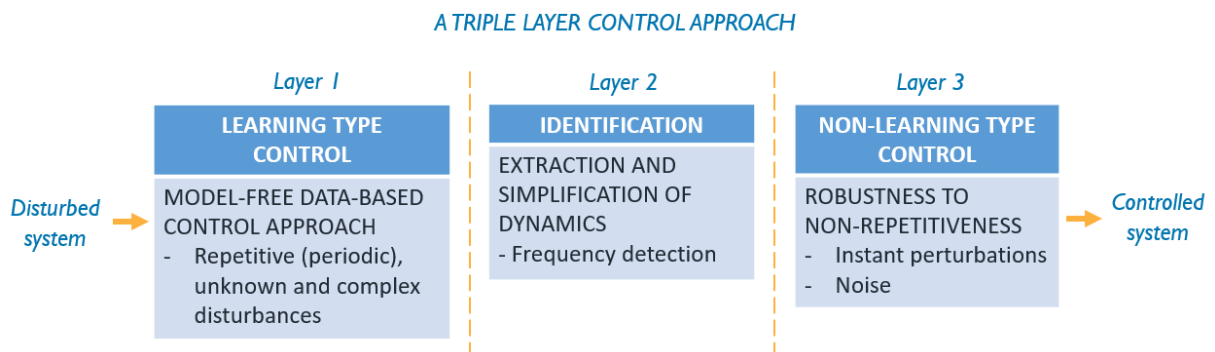 A TRIPLE LAYER CONTROL APPROACH
Layer 1
Layer 2
Layer 3
Disturbed
system
LEARNING TYPE
CONTROL
MODEL-FREE DATA-BASED
CONTROL APPROACH
- Repetitive (periodic),
unknown and complex
disturbances
IDENTIFICATION
EXTRACTION AND
SIMPLIFICATION OF
DYNAMICS
- Frequency detection
NON-LEARNING TYPE
CONTROL
ROBUSTNESS TO
NON-REPETITIVENESS
- Instant perturbations
- Noise
Controlled
system